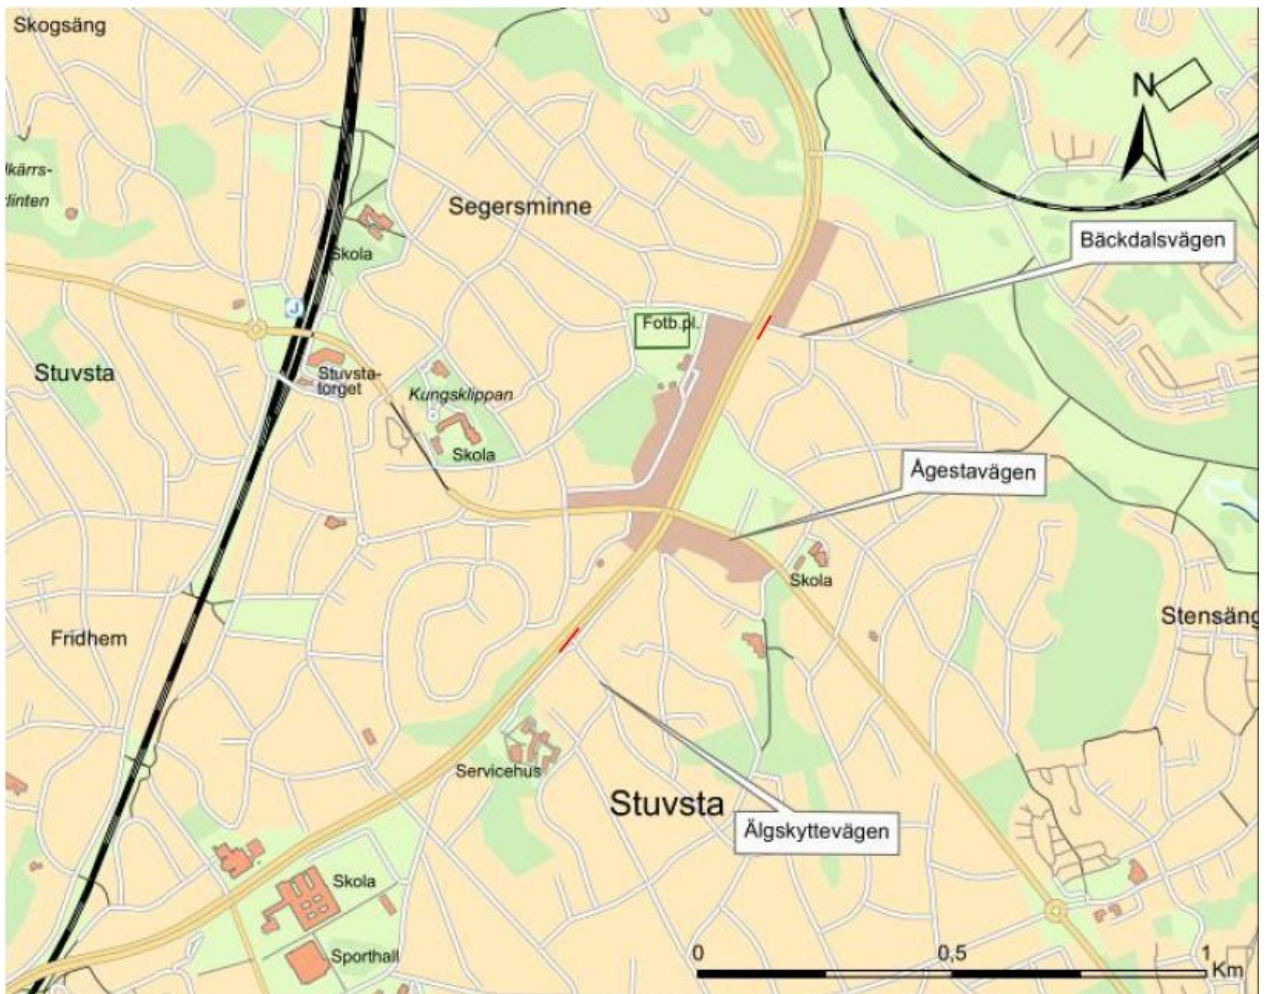 Skogsäng
N
lkärrs-
Segersminne
Bäckdalsvägen
Skola
Fotb.pl.
Stuvsta
Stuvsta-
torget
Kungsklippan
Skola
Ågestavägen
Skola
Fridhem
Stensäng
Servicehus
Stuvsta
Älgskyttevägen
Skola
Sporthall
0
0,5
1
Km